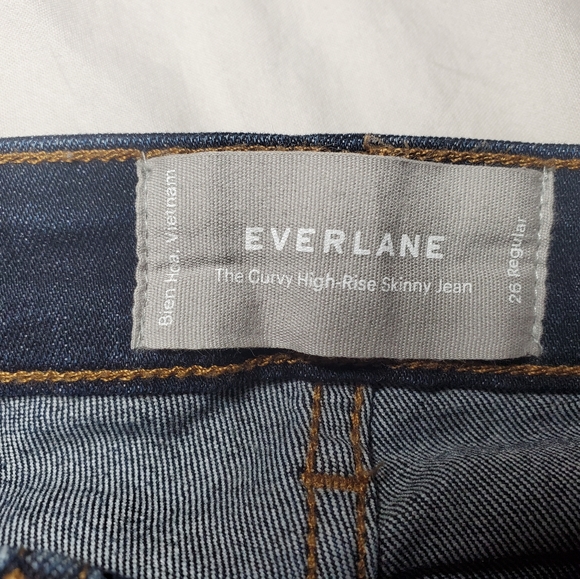 Bien Hoa, Vietnam
EVERLANE
The Curvy High-Rise Skinny Jean
26 Regular